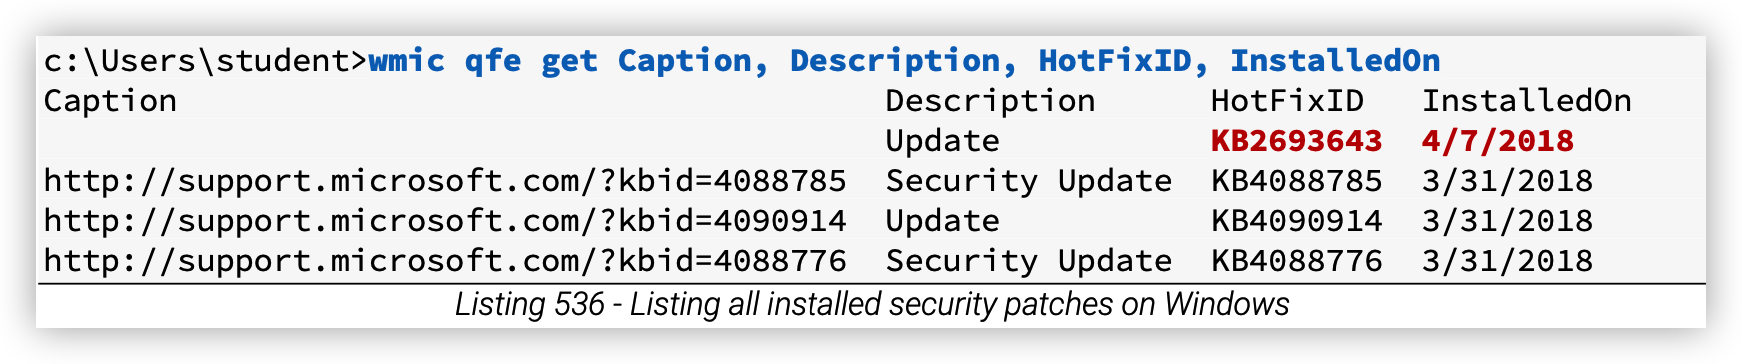 c:\Users\student>wmic qfe get Caption, Description, HotFixID, InstalledOn
Caption Description HotFixID InstalledOn
Update KB2693643 4/7/2018
http://support.microsoft.com/?kbid=4088785 Security Update KB4088785 3/31/2018
http://support.microsoft.com/?kbid=4090914 Update KB4090914 3/31/2018
http://support.microsoft.com/?kbid=4088776 Security Update KB4088776 3/31/2018
Listing 536 - Listing all installed security patches on Windows